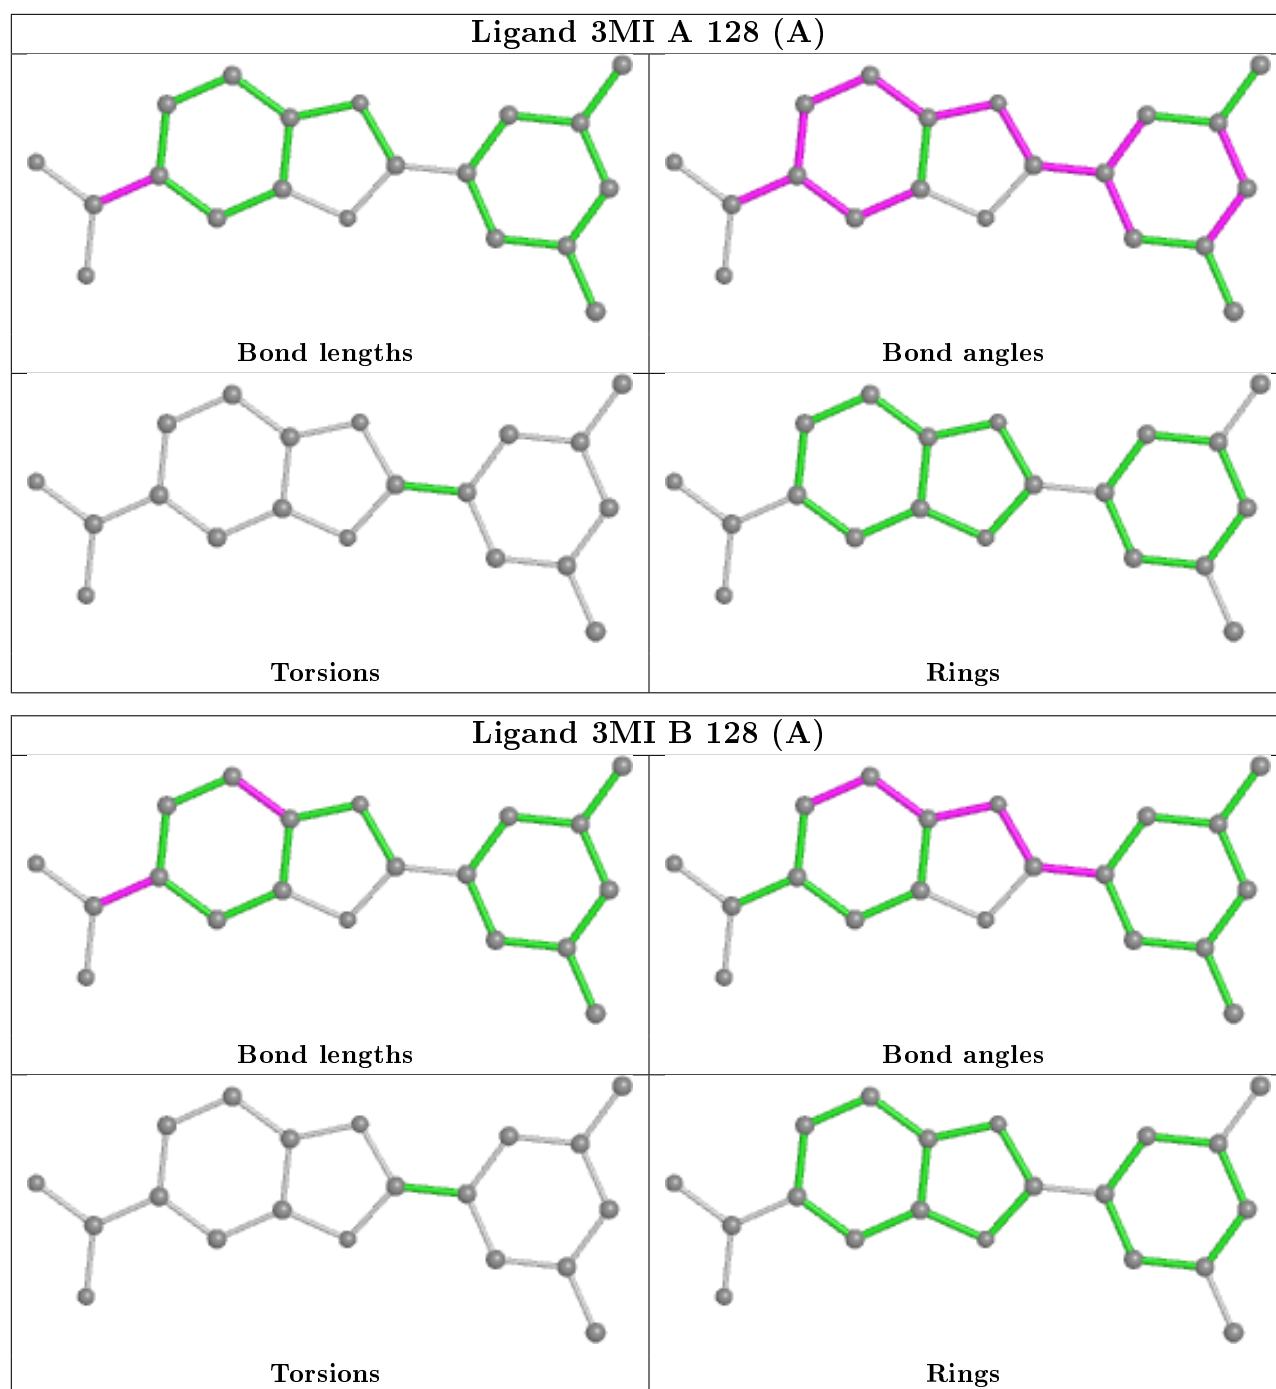 Ligand 3MI A 128 (A)
Bond lengths
Bond angles
Torsions
Rings
Ligand 3MI B 128 (A)
Bond lengths
Bond angles
Torsions
Rings